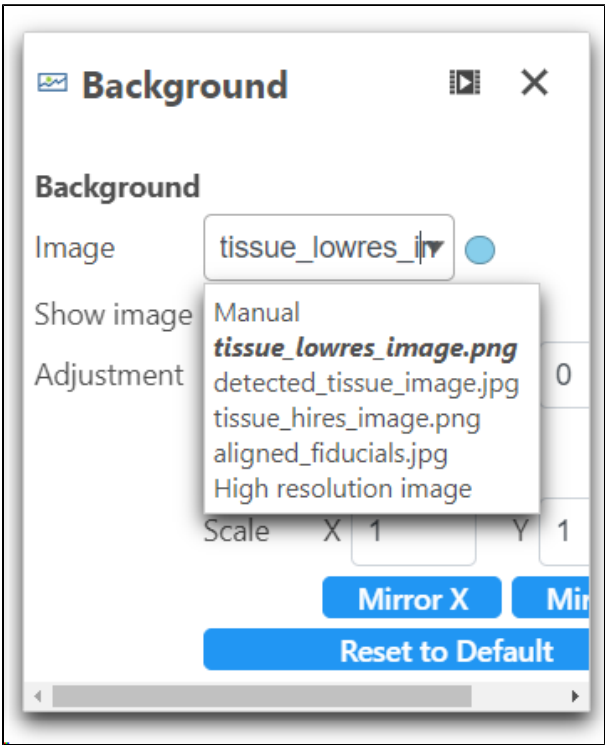 Background
Background
Image tissue_lowres_im
Show image
Manual
tissue_lowres_image.png
Adjustment
detected_tissue_image.jpg
0
tissue_hires_image.png
aligned_fiducials.jpg
High resolution image
Scale X 1 Y 1
Mirror X Mir
Reset to Default